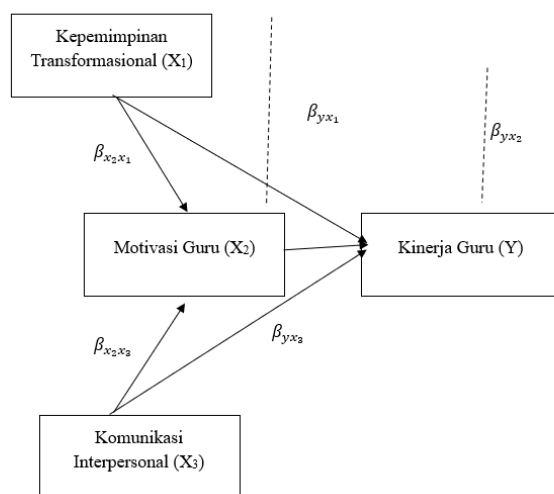 Kepemimpinan
Transformasional (X₁)
β_{yx₁}
β_{yx₂}
β_{x₂x₁}
Motivasi Guru (X₂)
Kinerja Guru (Y)
β_{x₂x₃}
β_{yx₃}
Komunikasi
Interpersonal (X₃)